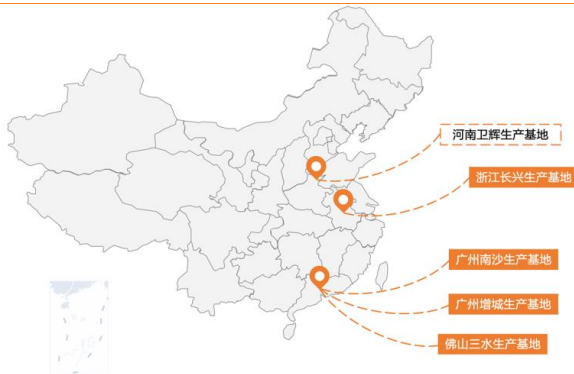 河南卫辉生产基地
浙江长兴生产基地
广州南沙生产基地
广州增城生产基地
佛山三水生产基地